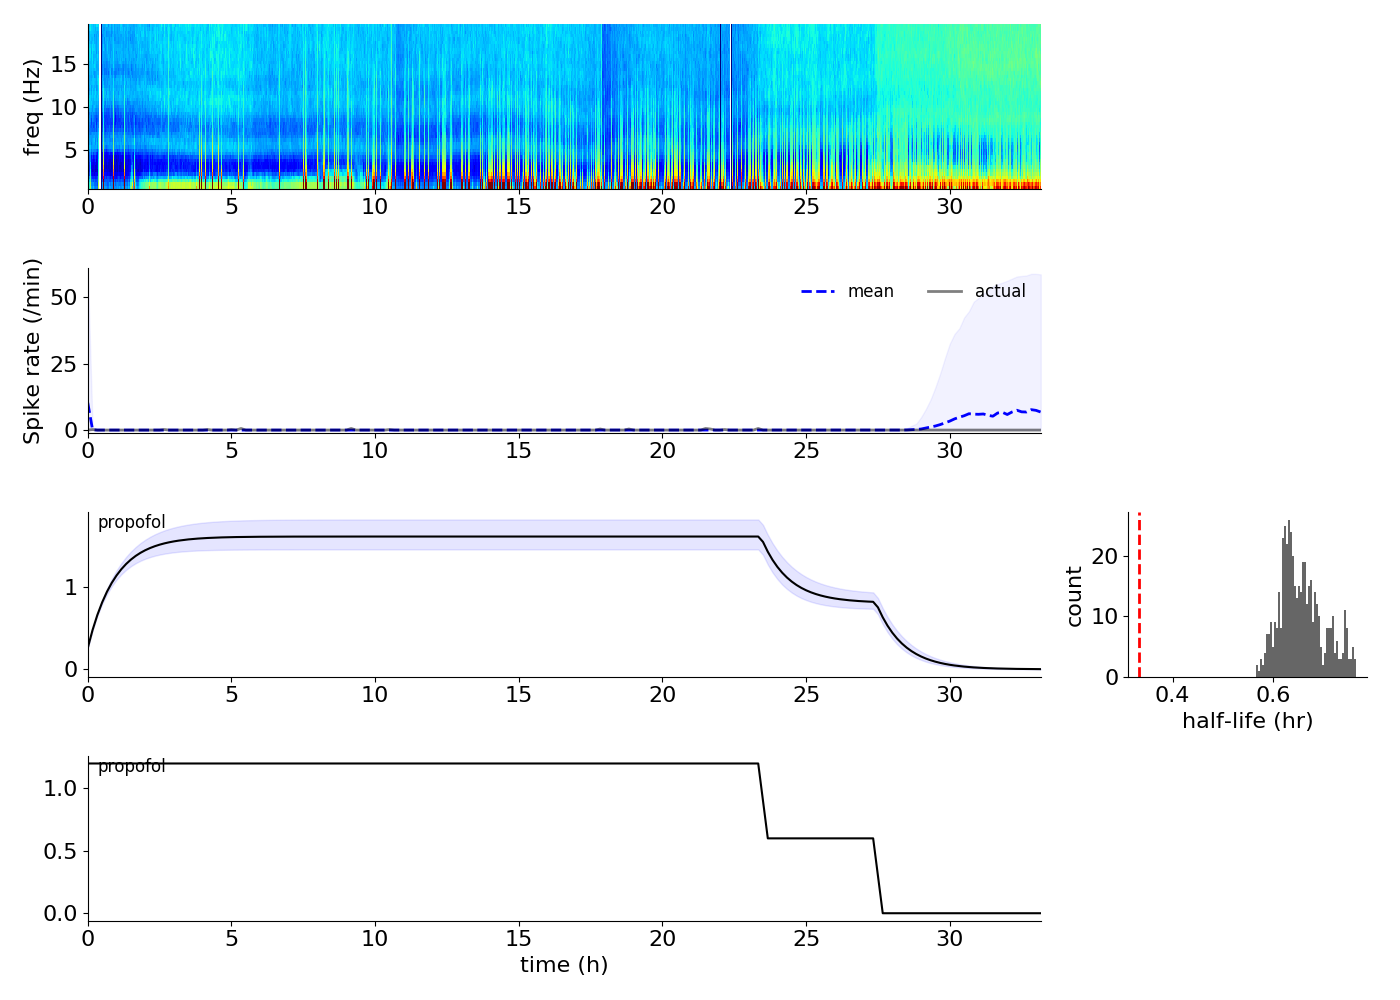 freq (Hz)
15
10
5
0 5 10 15 20 25 30
Spike rate (/min)
50
25
0
mean actual
0 5 10 15 20 25 30
propofol
1
0
0 5 10 15 20 25 30
count
20
10
0
0.4 0.6
half-life (hr)
propofol
1.0
0.5
0.0
0 5 10 15 20 25 30
time (h)